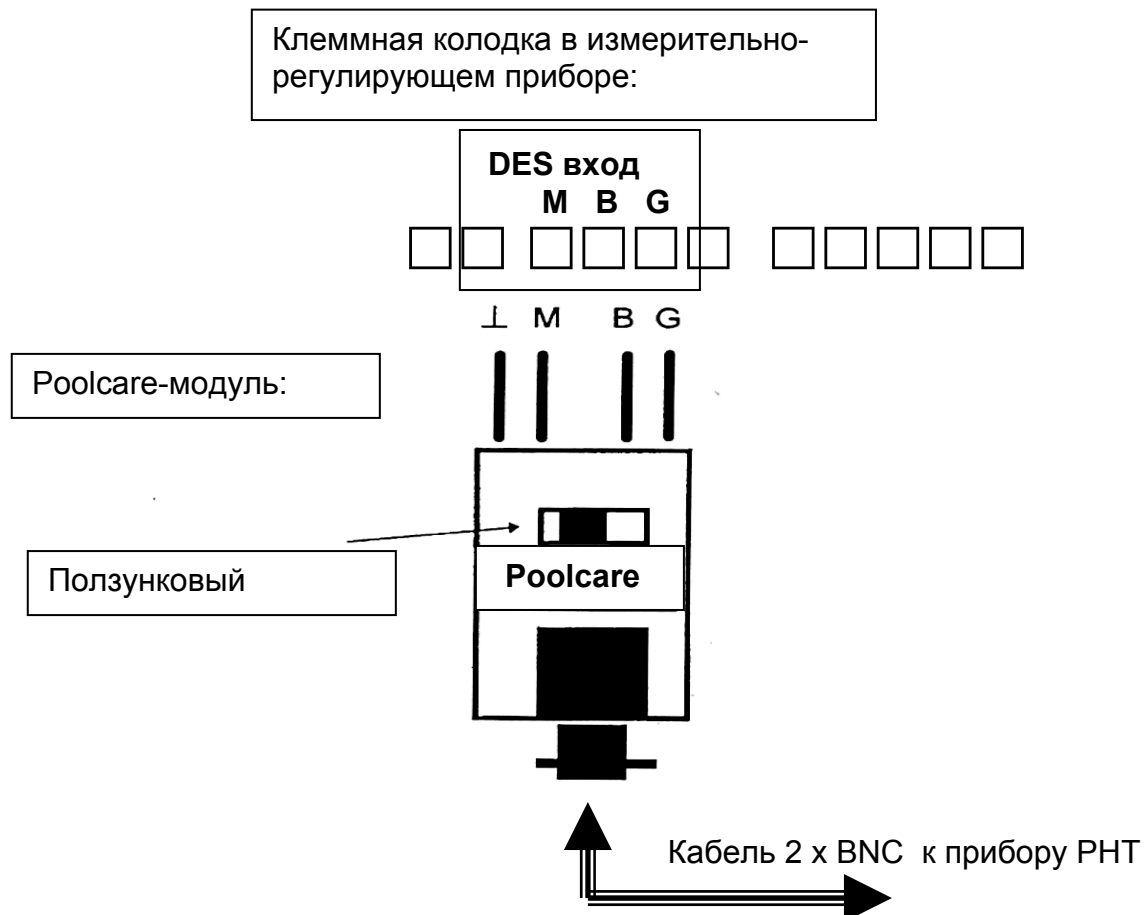 Клеммная колодка в измерительно-
регулирующем приборе:
DES вход
M B G
⊥ M B G
Poolcare-модуль:
Ползунковый
Poolcare
Кабель 2 x BNC к прибору PHT